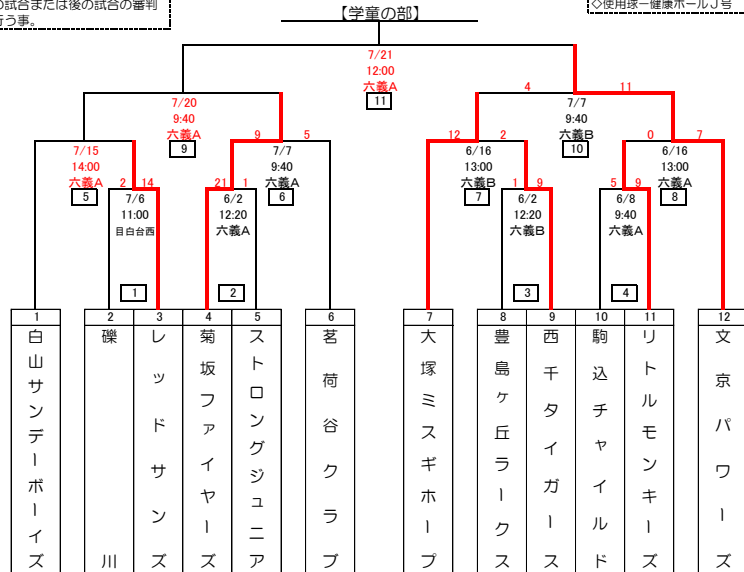 の試合または後の試合の審判
行う事。
【学童の部】
◇使用球－健康ボールJ号
7/21
12:00
六義A
11
7/20
9:40
六義A
9
4 11
7/7
9:40
六義B
10
7/15
14:00
六義A
5
9 5
7/7
9:40
六義A
6
12 2
6/16
13:00
六義B
7
0 7
6/16
13:00
六義A
8
2 14
7/6
11:00
目白台西
1
21 1
6/2
12:20
六義A
2
1 9
6/2
12:20
六義B
3
5 9
6/8
9:40
六義A
4
1 2 3 4 5 6 7 8 9 10 11 12
白山サンデーボーイズ
礫川
レッドサンズ
菊坂ファイヤーズ
ストロングジュニア
茗荷谷クラブ
大塚ミスギホープ
豊島ヶ丘ラークス
西千タイガース
駒込チャイルド
リトルモンキーズ
文京パワーズ